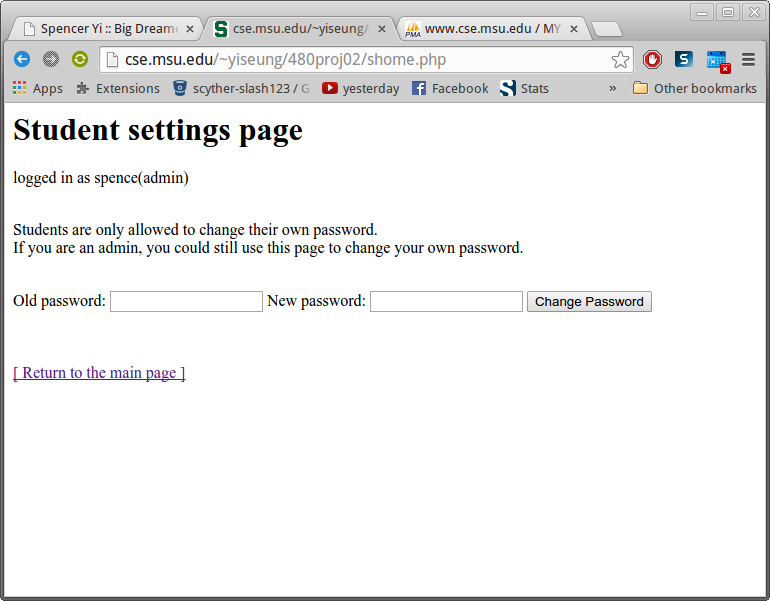 Spencer Yi :: Big Dreame
cse.msu.edu/~yiseung/
www.cse.msu.edu / MY
cse.msu.edu/~yiseung/480proj02/shome.php
Apps Extensions scyther-slash123 / G yesterday Facebook Stats » Other bookmarks
Student settings page
logged in as spence(admin)
Students are only allowed to change their own password.
If you are an admin, you could still use this page to change your own password.
Old password: New password: Change Password
[ Return to the main page ]